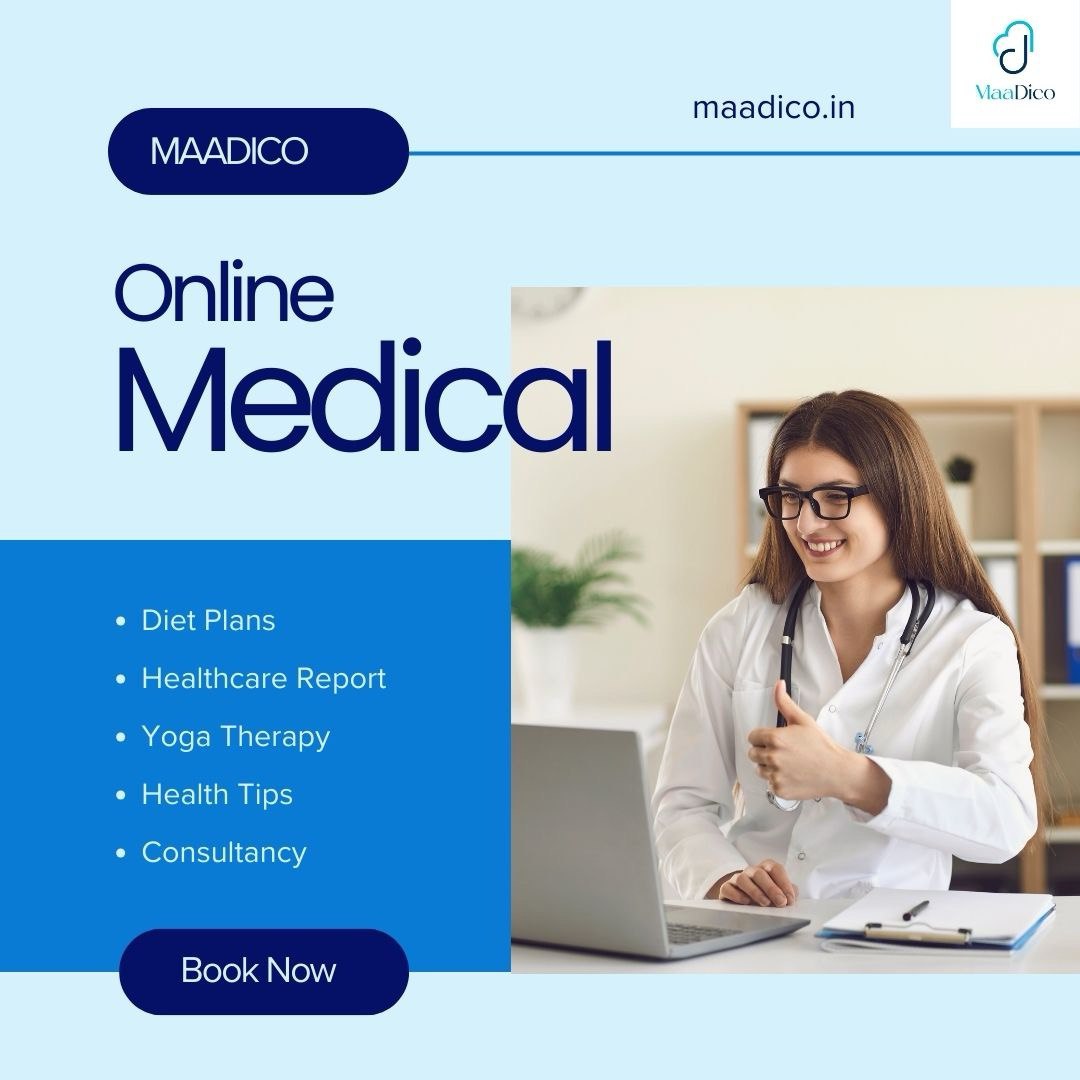 MaaDico
maadico.in
MAADICO
Online
Medical
Diet Plans
Healthcare Report
Yoga Therapy
Health Tips
Consultancy
Book Now